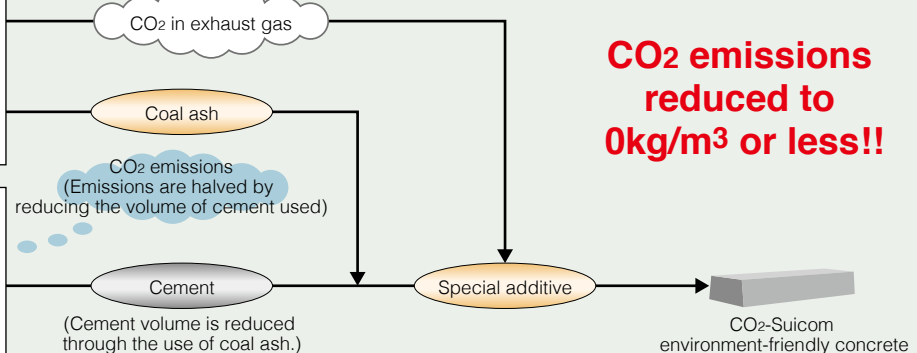 CO2 in exhaust gas
CO2 emissions
reduced to
0kg/m3 or less!!
Coal ash
CO2 emissions
(Emissions are halved by
reducing the volume of cement used)
Cement
Special additive
(Cement volume is reduced
through the use of coal ash.)
CO2-Suicom
environment-friendly concrete